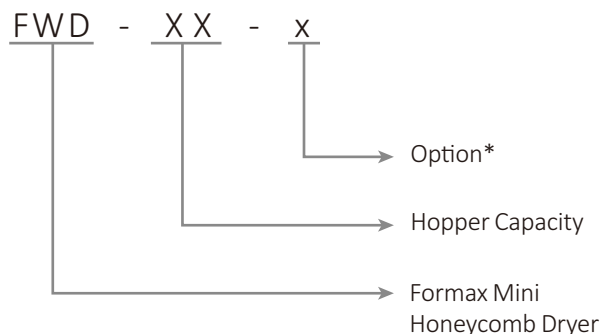 FWD - XX - x
Option*
Hopper Capacity
Formax Mini
Honeycomb Dryer